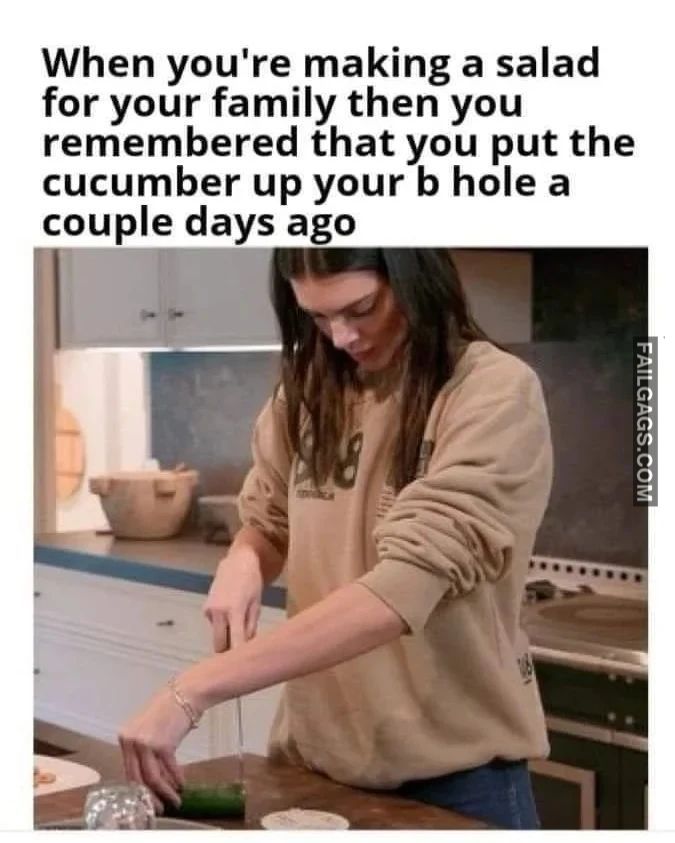 When you're making a salad
for your family then you
remembered that you put the
cucumber up your b hole a
couple days ago
FAILGAGS.COM